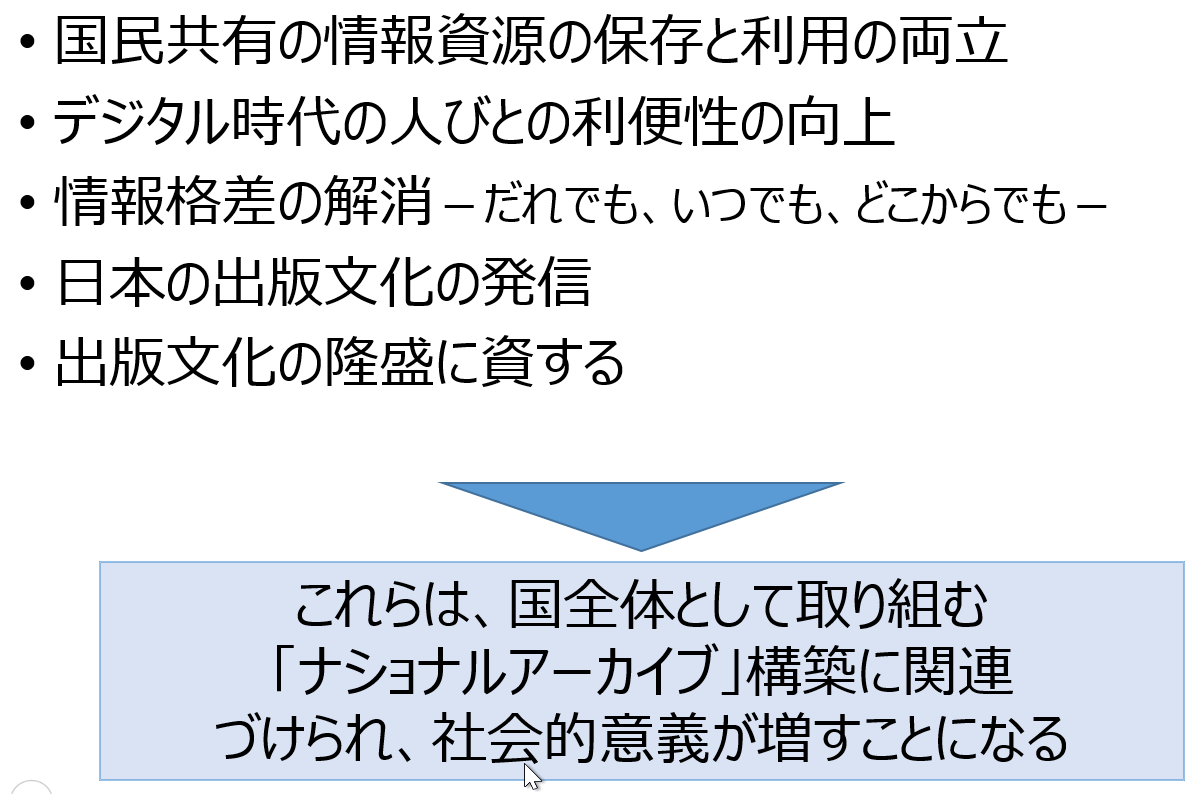 • 国民共有の情報資源の保存と利用の両立
• デジタル時代の人びとの利便性の向上
• 情報格差の解消－だれでも、いつでも、どこからでも－
• 日本の出版文化の発信
• 出版文化の隆盛に資する
これらは、国全体として取り組む
「ナショナルアーカイブ」構築に関連
づけられ、社会的意義が増すことになる